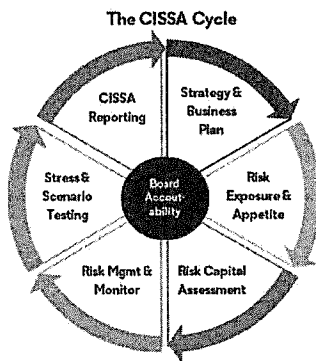 The CISSA Cycle
CISSA
Reporting
Strategy &
Business
Plan
Stress &
Scenario
Testing
Board
Account-
ability
Risk
Exposure &
Appetite
Risk Mgmt &
Monitor
Risk Capital
Assessment